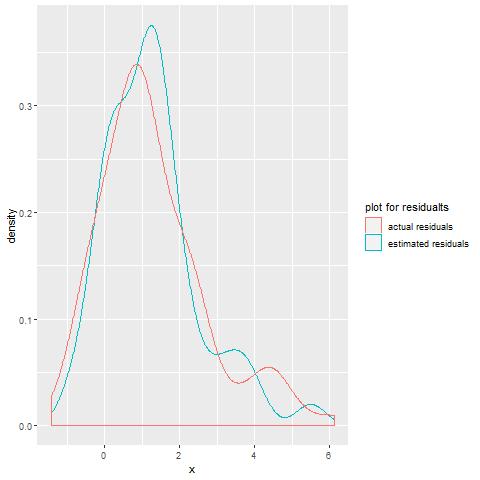 density
0.3
0.2
0.1
0.0
0
2
4
6
x
plot for residualts
actual residuals
estimated residuals